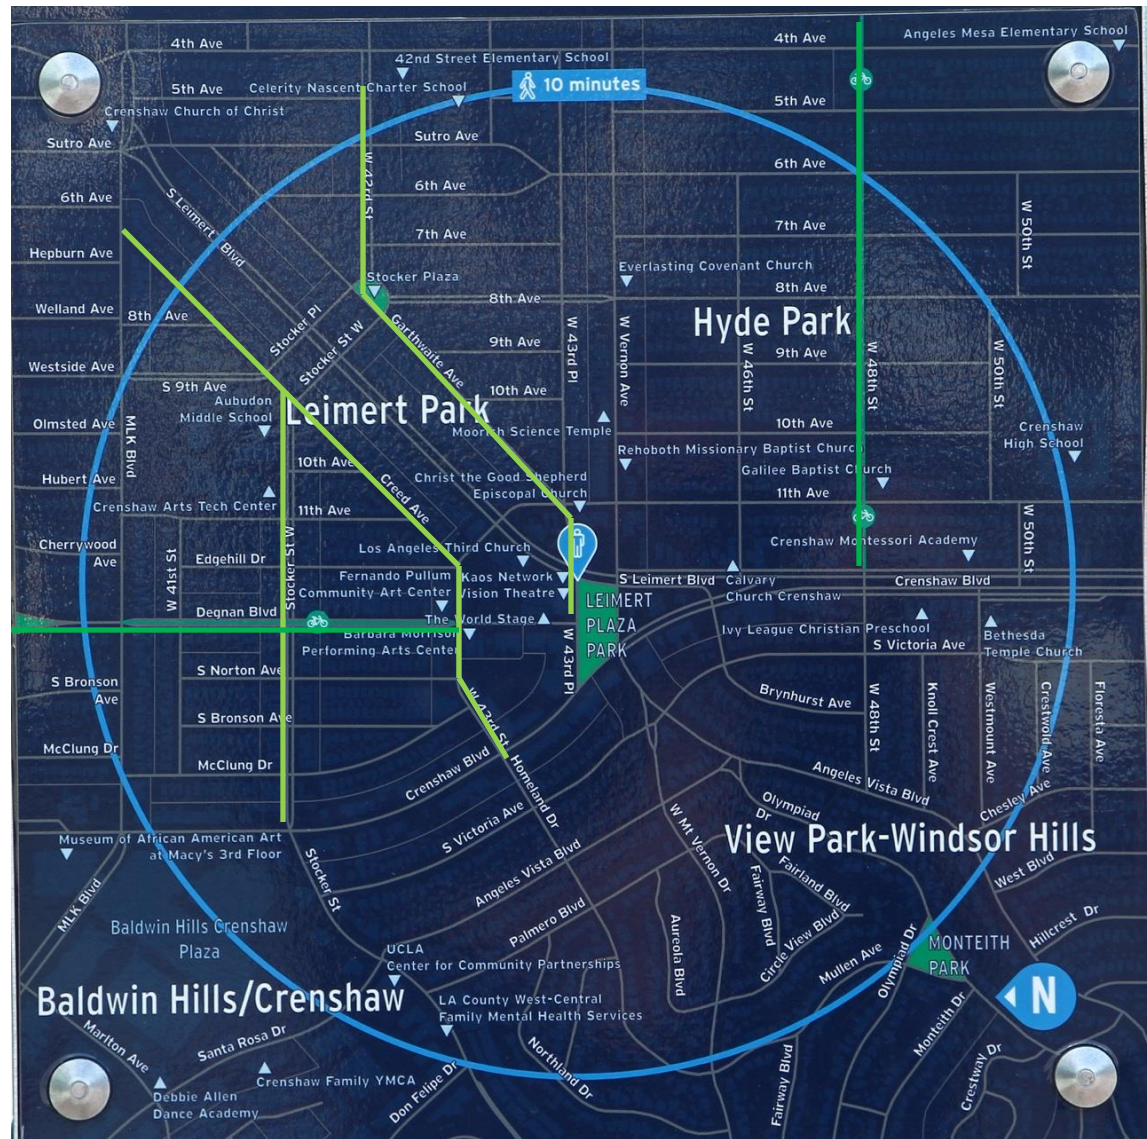 4th Ave
4th Ave
Angeles Mesa Elementary School
42nd Street Elementary School
5th Ave
Celerity Nascent Charter School
10 minutes
5th Ave
Crenshaw Church of Christ
Sutro Ave
Sutro Ave
6th Ave
6th Ave
6th Ave
W 42nd St
S Leimert Blvd
7th Ave
7th Ave
W 50th St
Hepburn Ave
Everlasting Covenant Church
Stocker Plaza
8th Ave
8th Ave
Welland Ave
8th Ave
Stocker Pl
Stocker St W
Garthwaite Ave
W 43rd Pl
W Vernon Ave
Hyde Park
9th Ave
9th Ave
W 46th St
W 48th St
W 50th St
Westside Ave
S 9th Ave
10th Ave
Aubudon
Middle School
Leimert Park
Olmsted Ave
MLK Blvd
Moorish Science Temple
10th Ave
Crenshaw
High School
Rehoboth Missionary Baptist Church
10th Ave
Galilee Baptist Church
Hubert Ave
Creed Ave
Christ the Good Shepherd
Episcopal Church
11th Ave
Crenshaw Arts Tech Center
11th Ave
W 50th St
Cherrywood
Ave
W 41st St
Edgehill Dr
Stocker St W
Los Angeles Third Church
Crenshaw Montessori Academy
Fernando Pullum
Community Art Center
Kaos Network
Vision Theatre
S Leimert Blvd
Calvary
Church Crenshaw
Crenshaw Blvd
Degnan Blvd
The World Stage
LEIMERT
PLAZA
PARK
Barbara Morrison
Performing Arts Center
W 43rd Pl
Ivy League Christian Preschool
S Victoria Ave
Bethesda
Temple Church
S Norton Ave
S Bronson
Ave
W 43rd St
Brynhurst Ave
W 48th St
Knoll Crest Ave
Westmount Ave
Crestwold Ave
Floresta Ave
S Bronson Ave
McClung Dr
McClung Dr
Crenshaw Blvd
Homeland Dr
Angeles Vista Blvd
Chesley Ave
Olympiad
Dr
S Victoria Ave
W Mt Vernon Dr
View Park-Windsor Hills
Museum of African American Art
at Macy's 3rd Floor
Stocker St
Angeles Vista Blvd
Fairway Blvd
Fairland Blvd
West Blvd
MLK Blvd
Palmero Blvd
Aureola Blvd
Circle View Blvd
Mullen Ave
Olympiad Dr
Hillcrest Dr
Baldwin Hills Crenshaw
Plaza
UCLA
Center for Community Partnerships
MONTEITH
PARK
Baldwin Hills/Crenshaw
LA County West-Central
Family Mental Health Services
N
Monteith Dr
Marlton Ave
Santa Rosa Dr
Northland Dr
Fairway Blvd
Crestway Dr
Crenshaw Family YMCA
Don Felipe Dr
Debbie Allen
Dance Academy